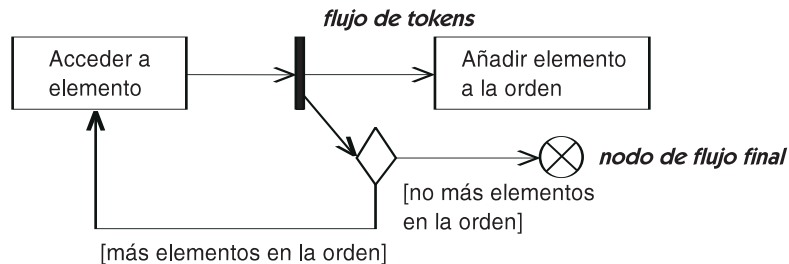 flujo de tokens
Acceder a
elemento
Añadir elemento
a la orden
nodo de flujo final
[no más elementos
en la orden]
[más elementos en la orden]